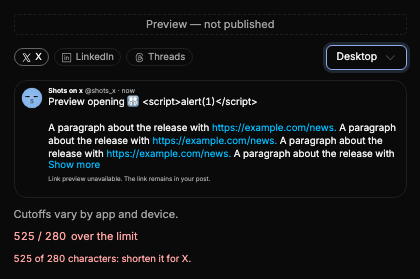 Preview — not published
X LinkedIn Threads Desktop
Shots on x @shots_x · now
Preview opening 🔡 <script>alert(1)</script>
A paragraph about the release with https://example.com/news. A paragraph
about the release with https://example.com/news. A paragraph about the
release with https://example.com/news. A paragraph about the release with
Show more
Link preview unavailable. The link remains in your post.
Cutoffs vary by app and device.
525 / 280 over the limit
525 of 280 characters: shorten it for X.